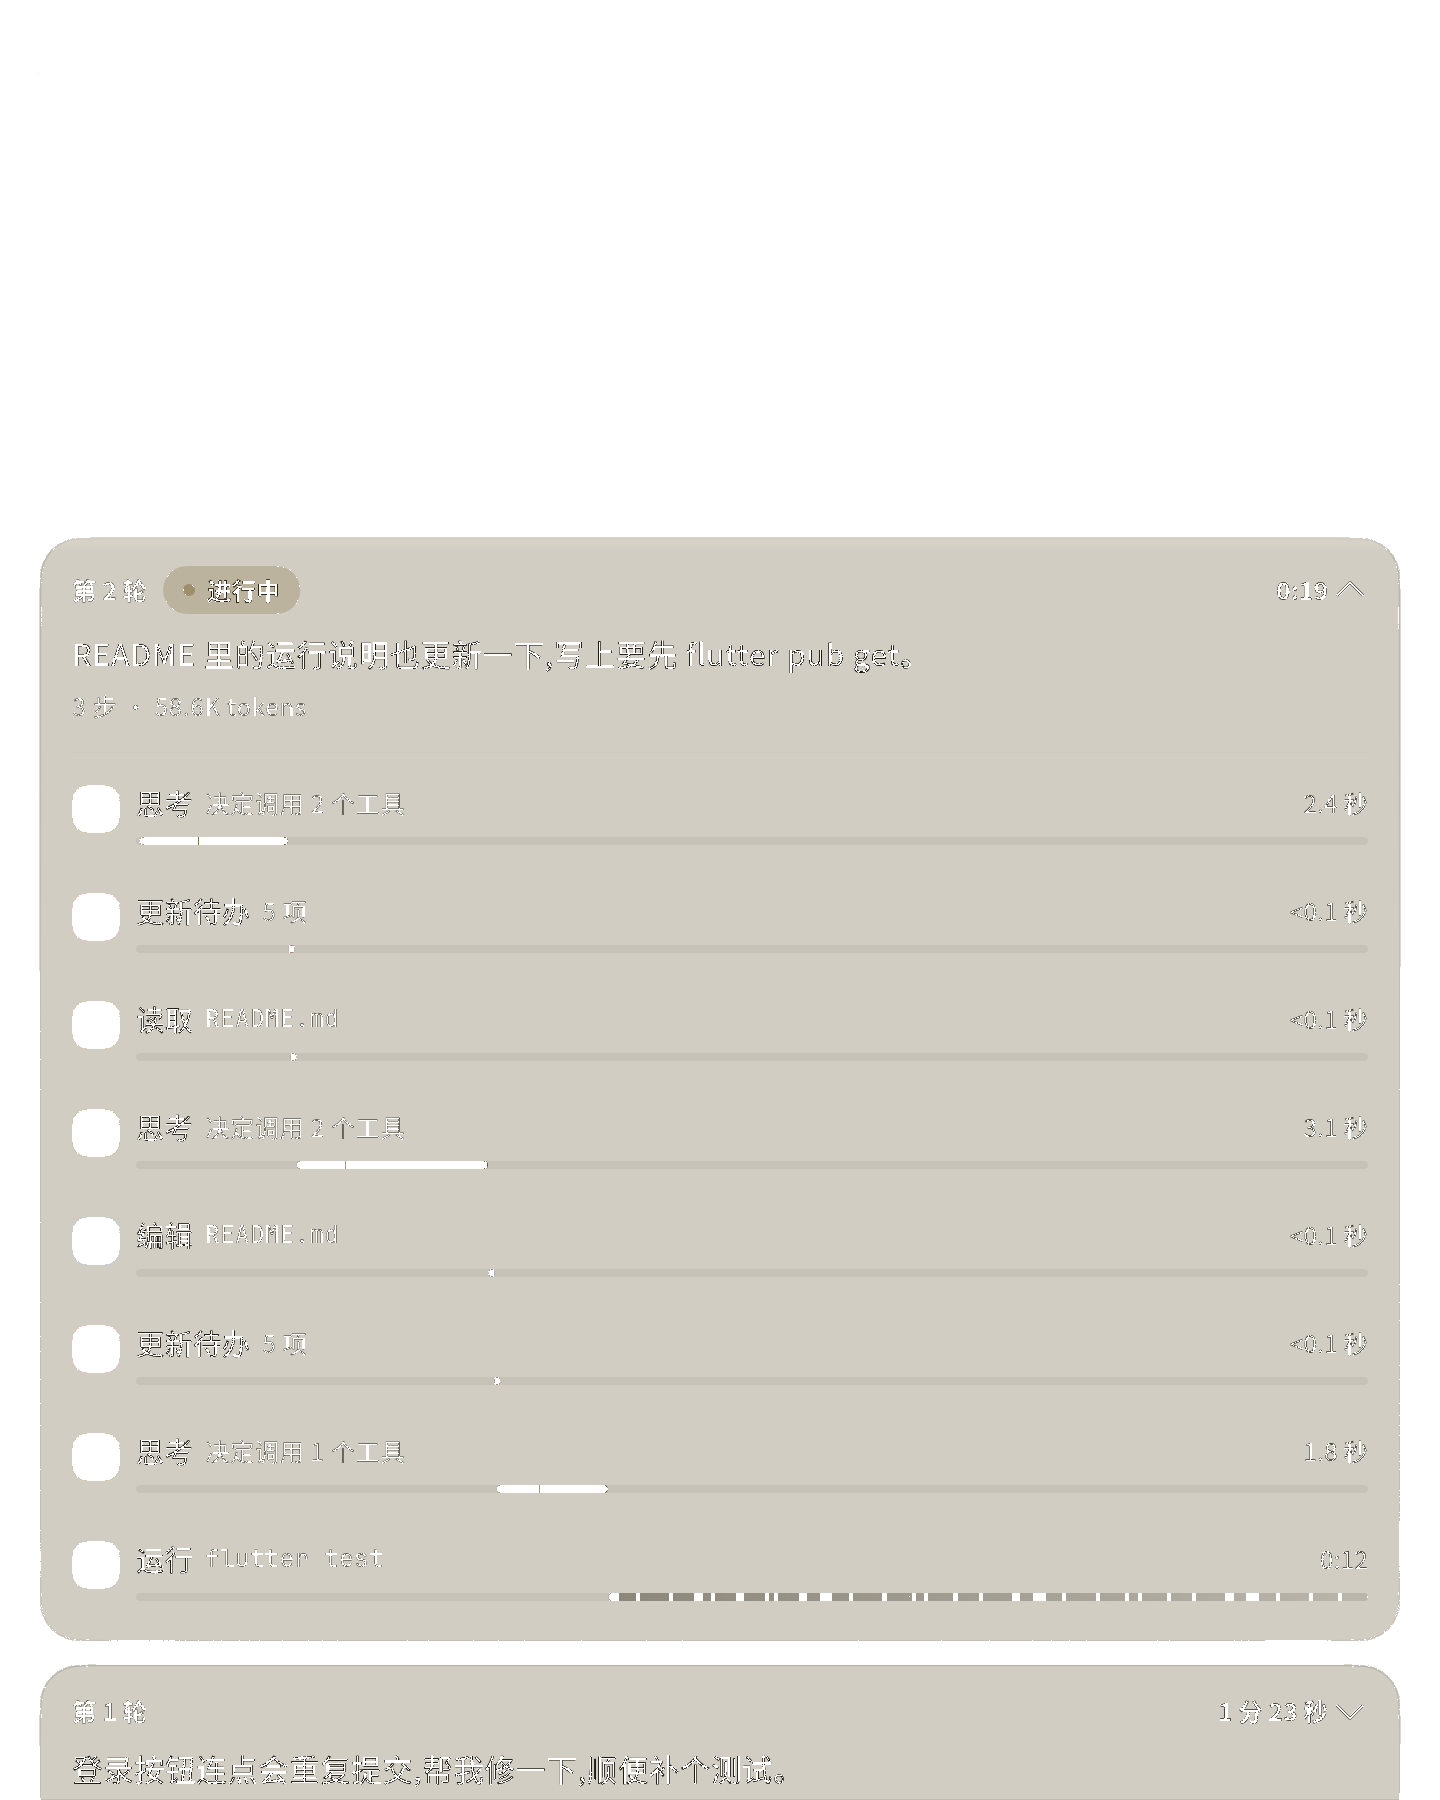 第 2 轮 进行中 0:19
README 里的运行说明也更新一下,写上要先 flutter pub get。
3 步 · 58.6K tokens
思考 决定调用 2 个工具 2.4 秒
更新待办 5 项 <0.1 秒
读取 README.md <0.1 秒
思考 决定调用 2 个工具 3.1 秒
编辑 README.md <0.1 秒
更新待办 5 项 <0.1 秒
思考 决定调用 1 个工具 1.8 秒
运行 flutter test 0:12
第 1 轮 1 分 23 秒
登录按钮连点会重复提交,帮我修一下,顺便补个测试。